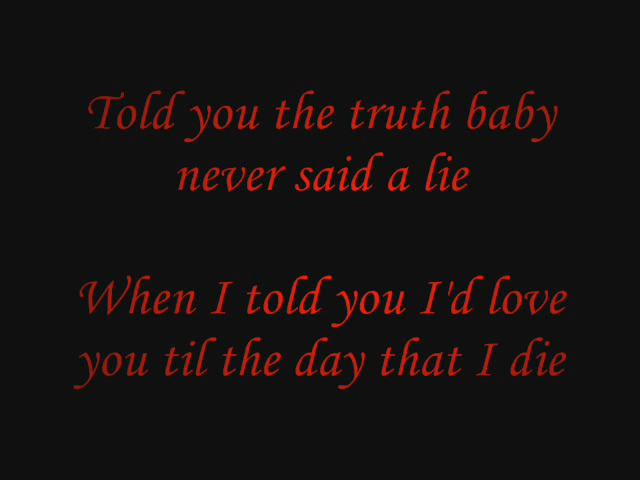 Told you the truth baby
never said a lie
When I told you I'd love
you til the day that I die